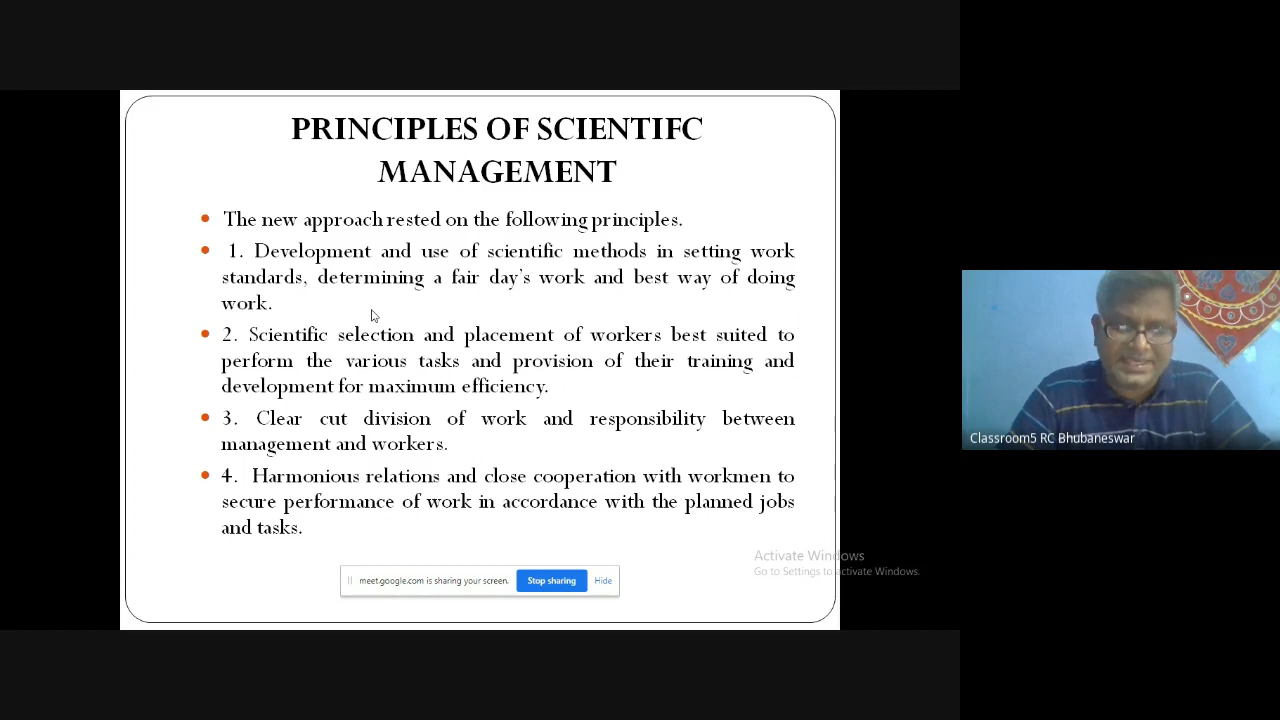 PRINCIPLES OF SCIENTIFC
MANAGEMENT
• The new approach rested on the following principles.
• 1. Development and use of scientific methods in setting work
standards, determining a fair day's work and best way of doing
work.
• 2. Scientific selection and placement of workers best suited to
perform the various tasks and provision of their training and
development for maximum efficiency.
• 3. Clear cut division of work and responsibility between
management and workers.
• 4. Harmonious relations and close cooperation with workmen to
secure performance of work in accordance with the planned jobs
and tasks.
Activate Windows
Go to Settings to activate Windows.
meet.google.com is sharing your screen. Stop sharing Hide
Classroom5 RC Bhubaneswar